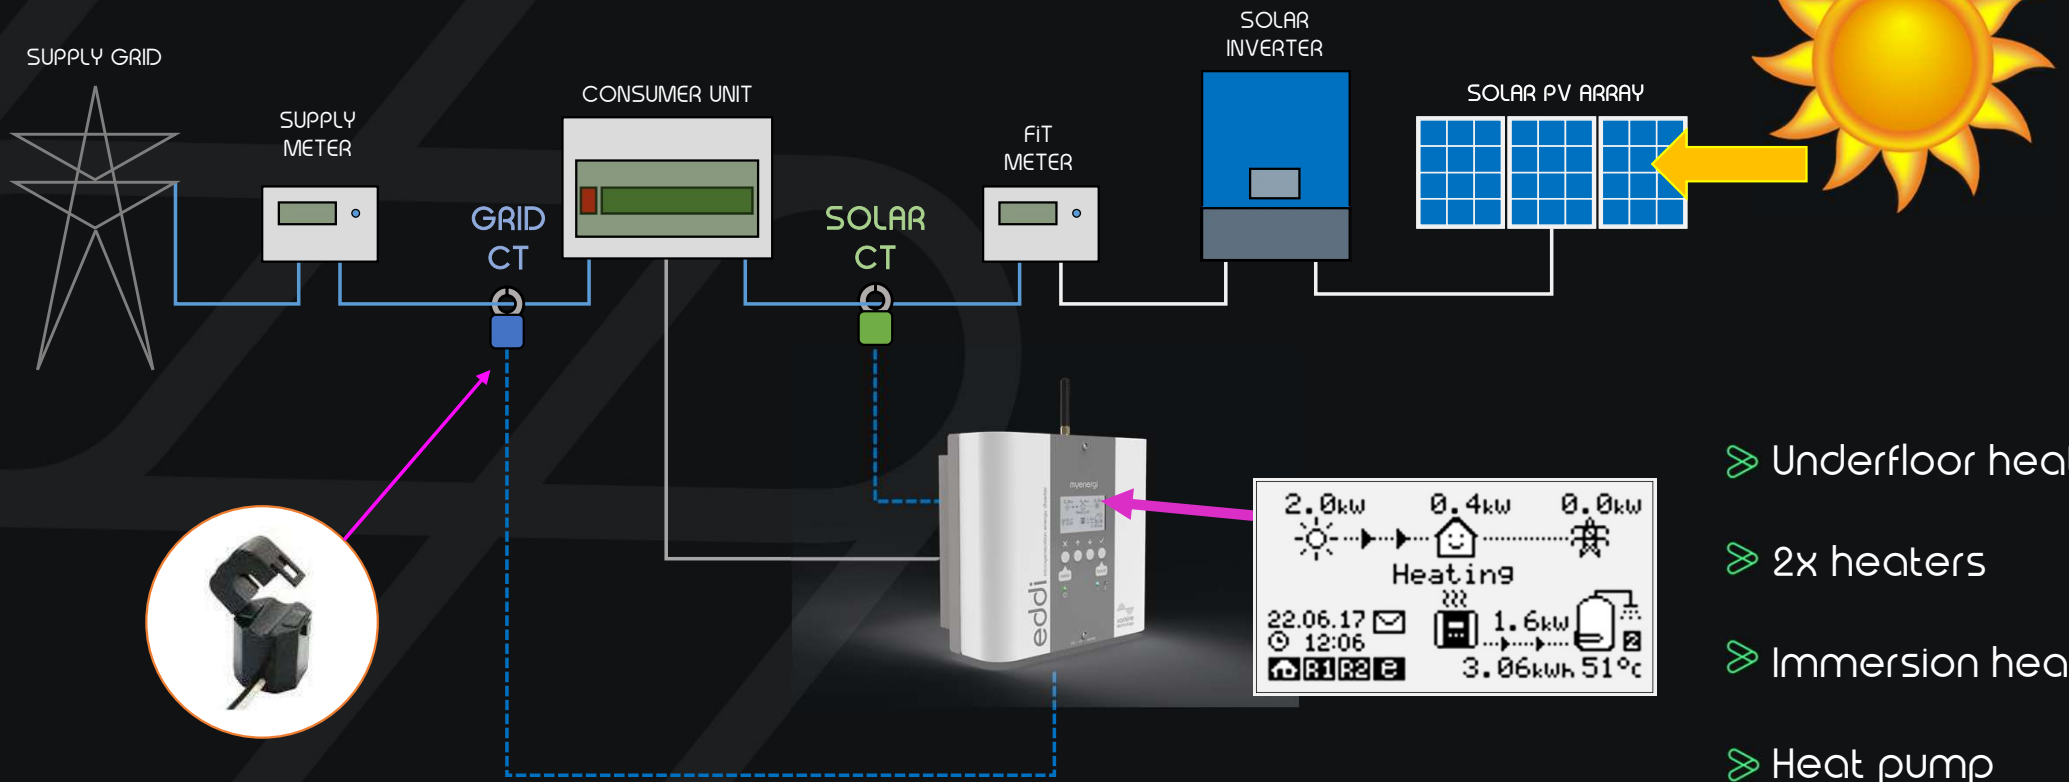 SUPPLY GRID
SUPPLY
METER
CONSUMER UNIT
FiT
METER
SOLAR
INVERTER
SOLAR PV ARRAY
GRID
CT
SOLAR
CT
myenergi
eddi
2.0kW 0.4kW 0.0kW
Heating
22.06.17
12:06
1.6kW
2
R1 R2 e
3.06kWh 51°C
Underfloor hea
2x heaters
Immersion hea
Heat pump